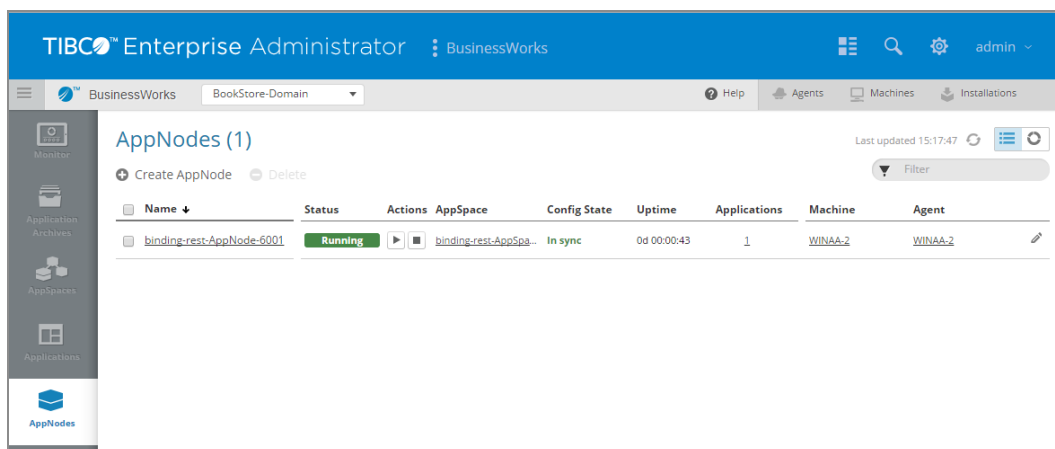 TIBCO™ Enterprise Administrator BusinessWorks admin
™ BusinessWorks BookStore-Domain Help Agents Machines Installations
Monitor
Application
Archives
AppSpaces
Applications
AppNodes
AppNodes (1)
Last updated 15:17:47
Create AppNode Delete
Filter
Name Status Actions AppSpace Config State Uptime Applications Machine Agent
binding-rest-AppNode-6001 Running binding-rest-AppSpa... In sync 0d 00:00:43 1 WINAA-2 WINAA-2